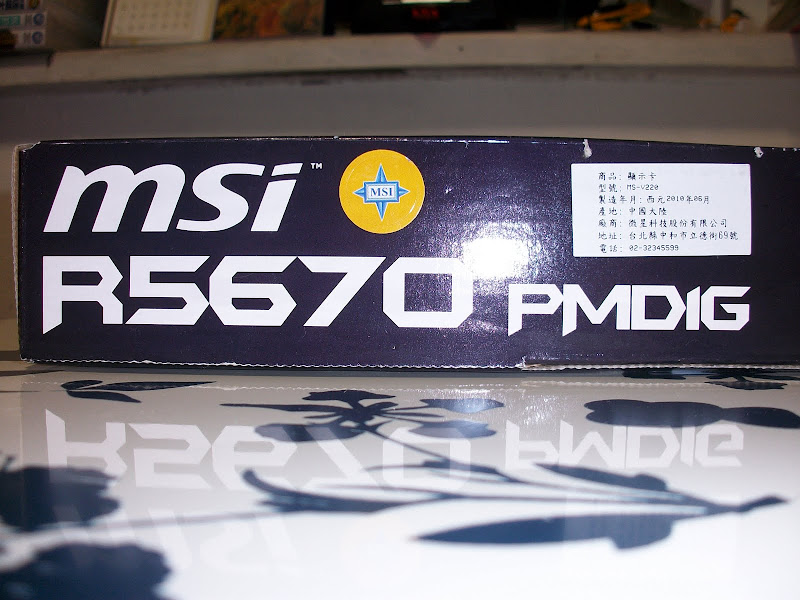 msi™
MSI
R5670 PMD1G
商品: 顯示卡
型號: MS-V220
製造年月: 西元2010年06月
產地: 中國大陸
廠商: 微星科技股份有限公司
地址: 台北縣中和市立德街69號
電話: 02-32345599